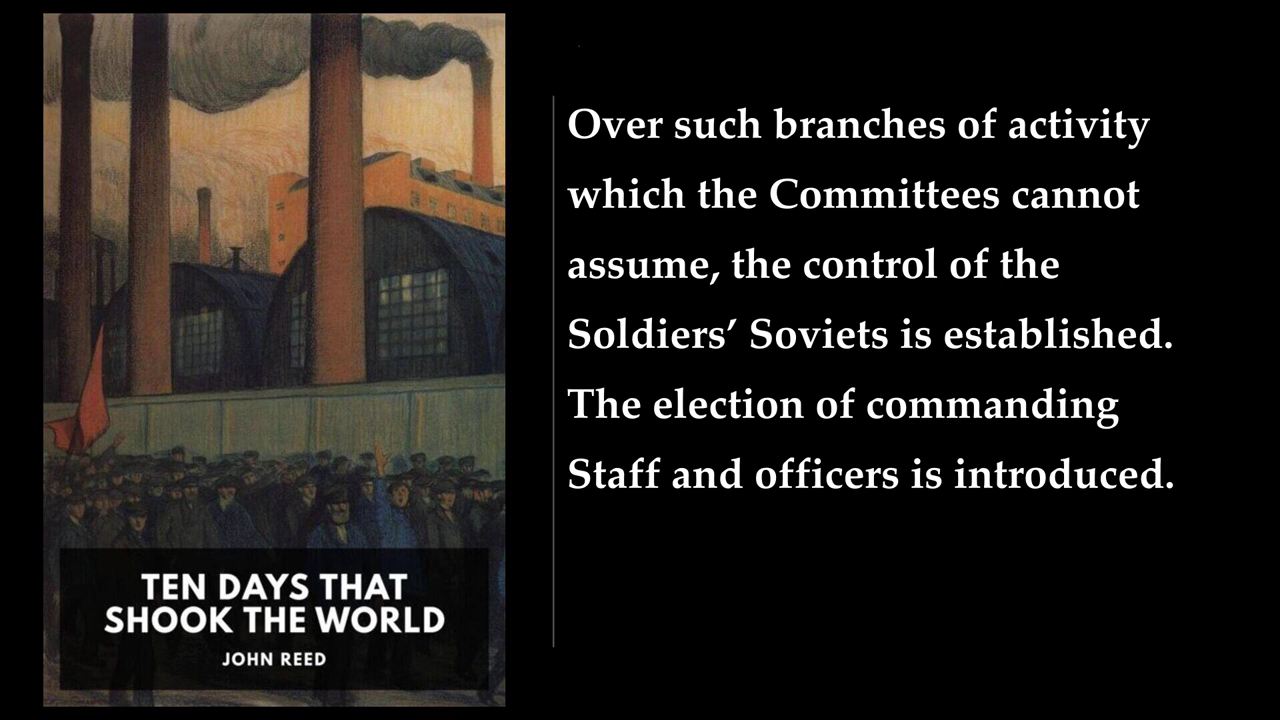 Over such branches of activity
which the Committees cannot
assume, the control of the
Soldiers’ Soviets is established.
The election of commanding
Staff and officers is introduced.
TEN DAYS THAT
SHOOK THE WORLD
JOHN REED